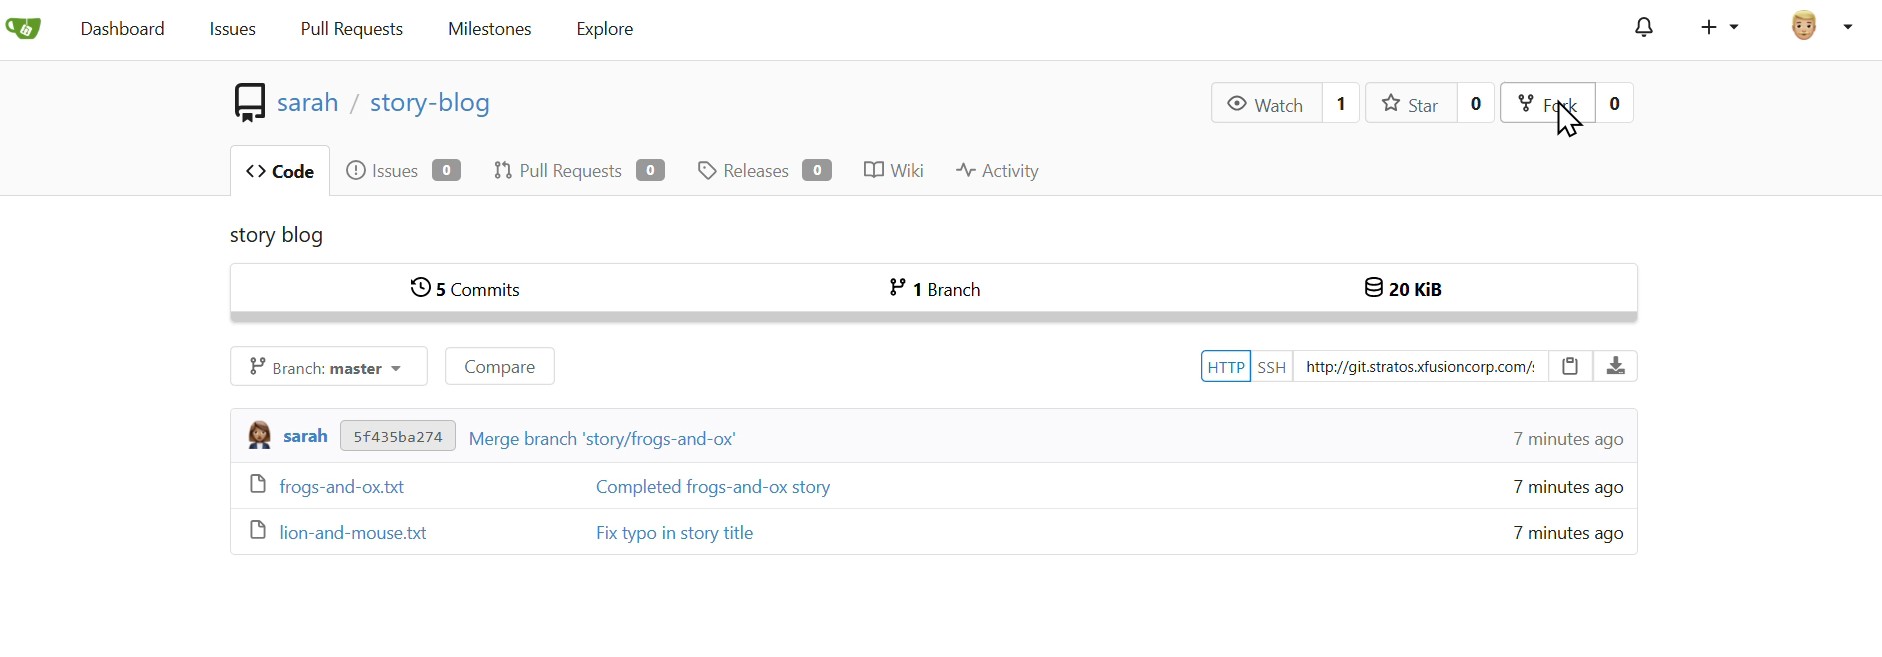 Dashboard Issues Pull Requests Milestones Explore
sarah / story-blog
Watch 1 Star 0 Fork 0
Code Issues 0 Pull Requests 0 Releases 0 Wiki Activity
story blog
5 Commits 1 Branch 20 KiB
Branch: master Compare HTTP SSH http://git.stratos.xfusioncorp.com/
sarah 5f435ba274 Merge branch 'story/frogs-and-ox' 7 minutes ago
frogs-and-ox.txt Completed frogs-and-ox story 7 minutes ago
lion-and-mouse.txt Fix typo in story title 7 minutes ago